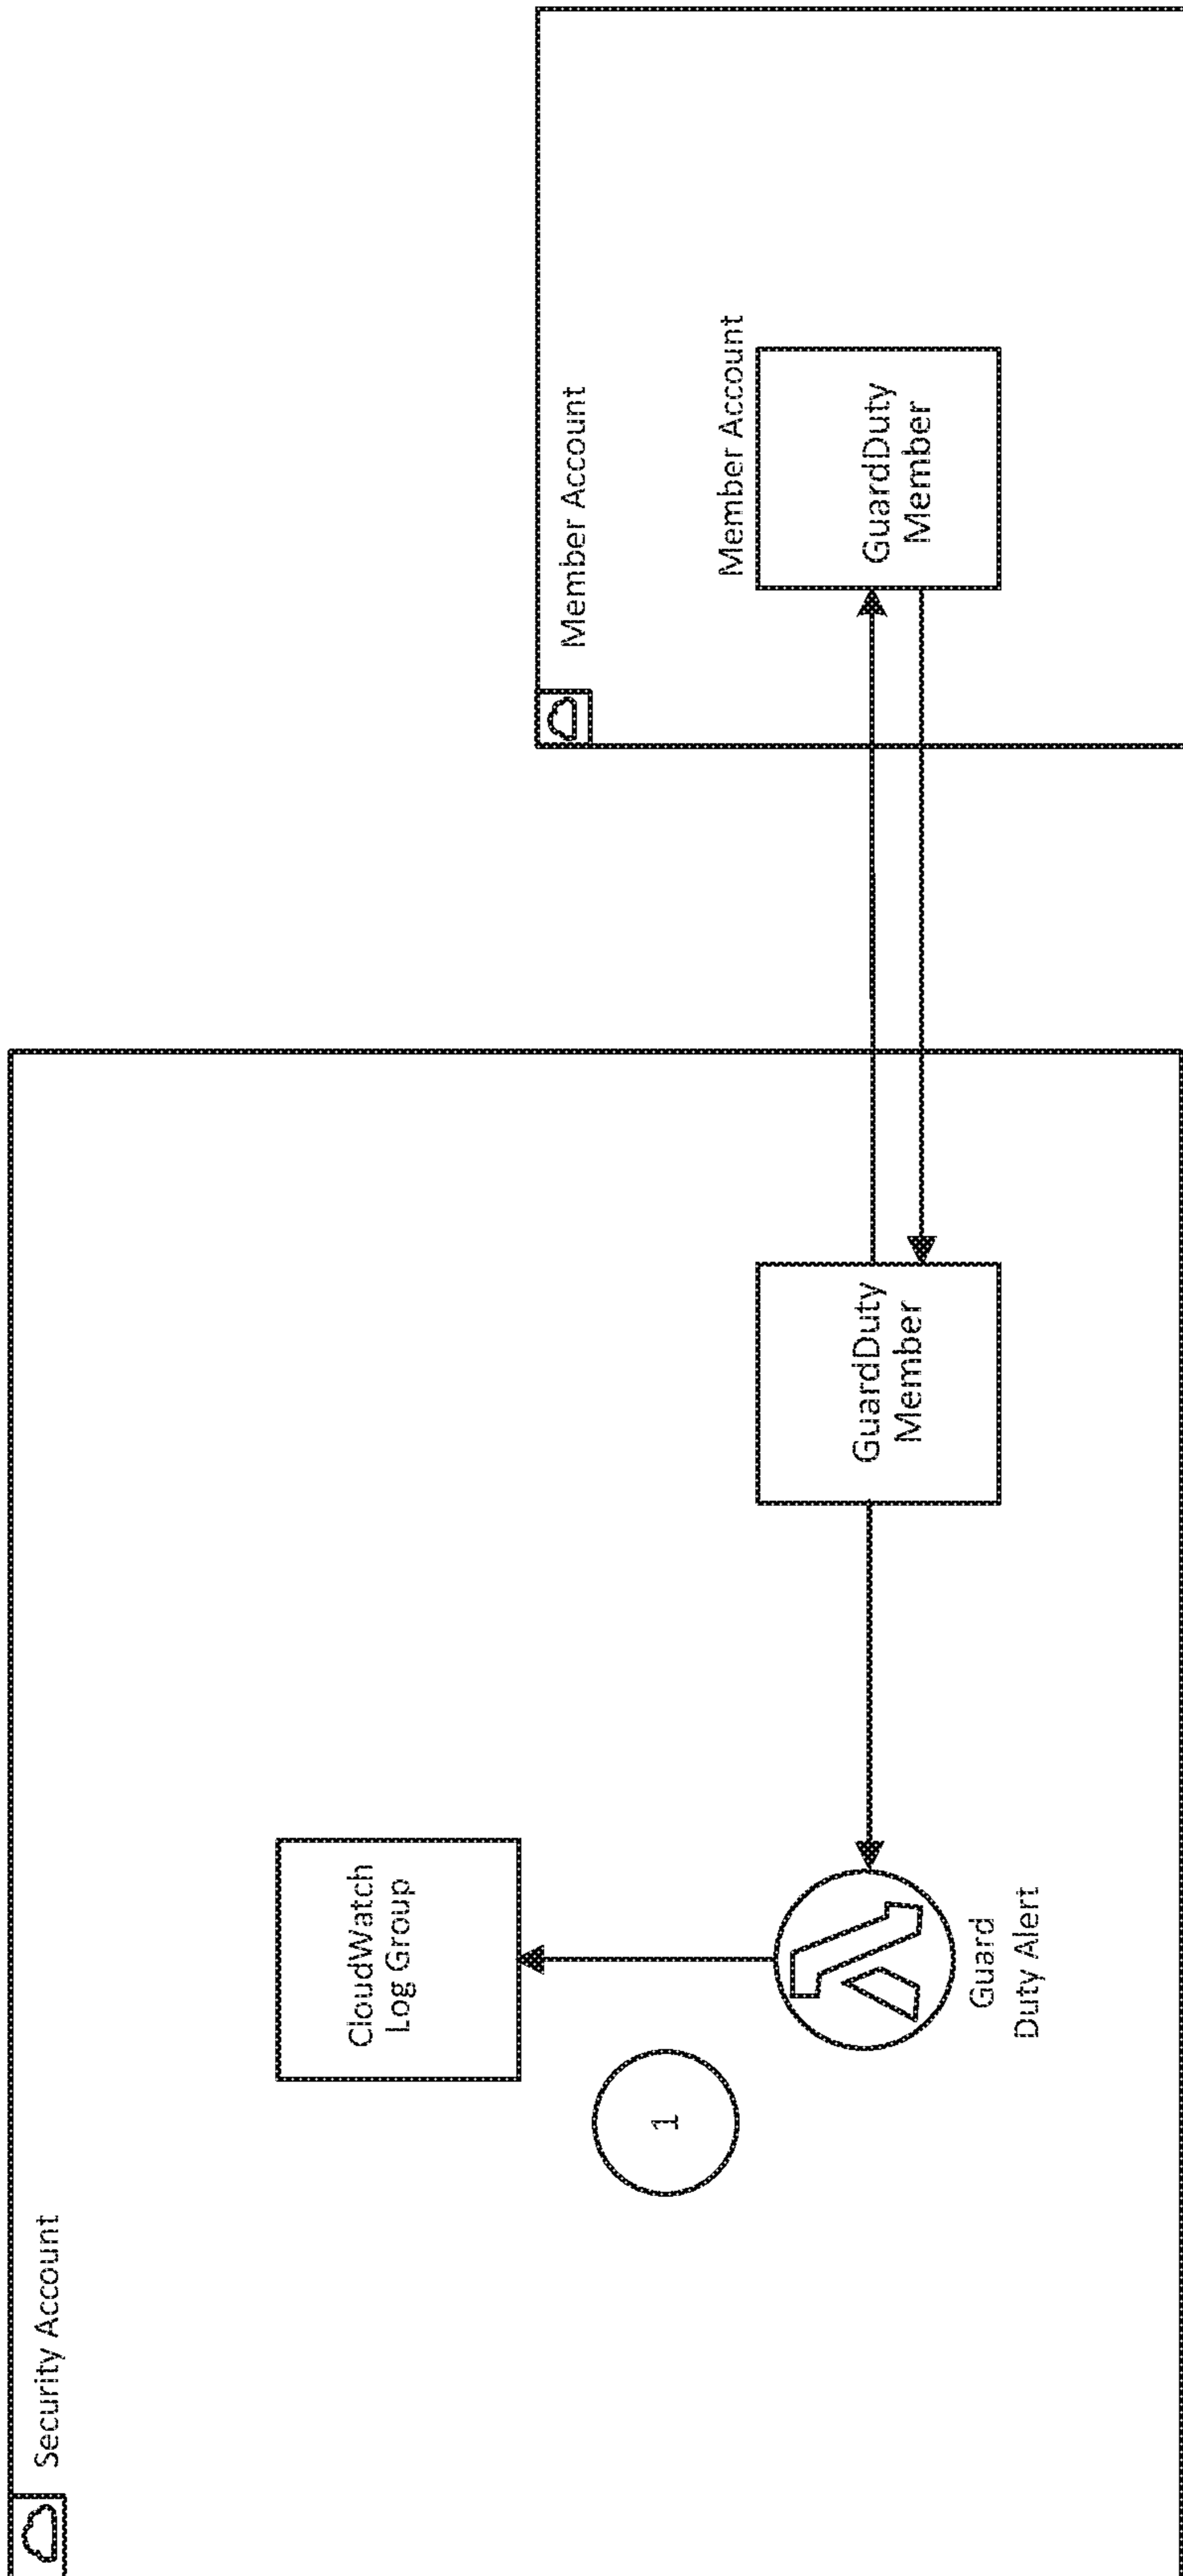 Security Account
CloudWatch
Log Group
1
Guard
Duty Alert
GuardDuty
Member
Member Account
Member Account
GuardDuty
Member